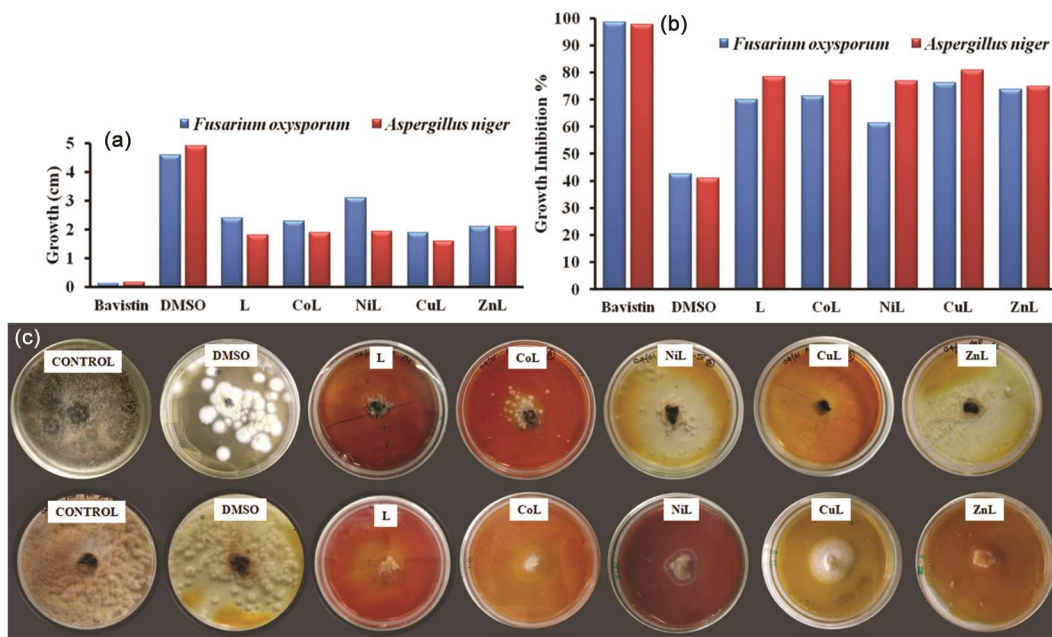 (a)
Fusarium oxysporum Aspergillus niger
Growth (cm)
5
4
3
2
1
0
Bavistin DMSO L CoL NiL CuL ZnL
(b)
Fusarium oxysporum Aspergillus niger
Growth Inhibition %
100
90
80
70
60
50
40
30
20
10
0
Bavistin DMSO L CoL NiL CuL ZnL
(c)
CONTROL DMSO L CoL NiL CuL ZnL
CONTROL DMSO L CoL NiL CuL ZnL